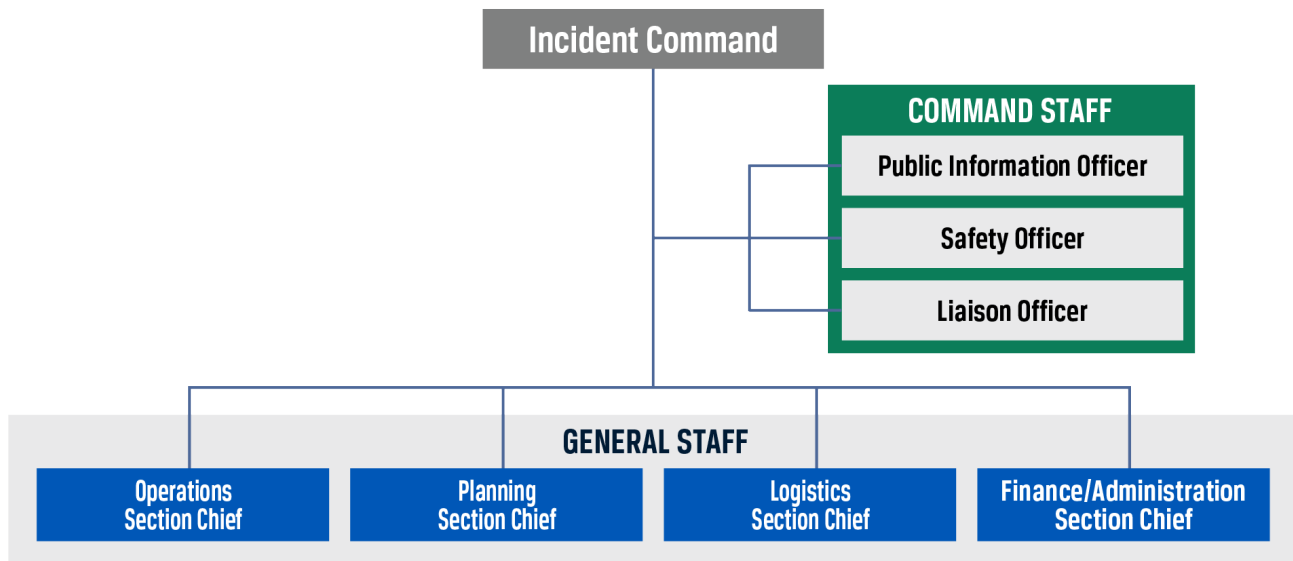 Incident Command
COMMAND STAFF
Public Information Officer
Safety Officer
Liaison Officer
GENERAL STAFF
Operations
Section Chief
Planning
Section Chief
Logistics
Section Chief
Finance/Administration
Section Chief